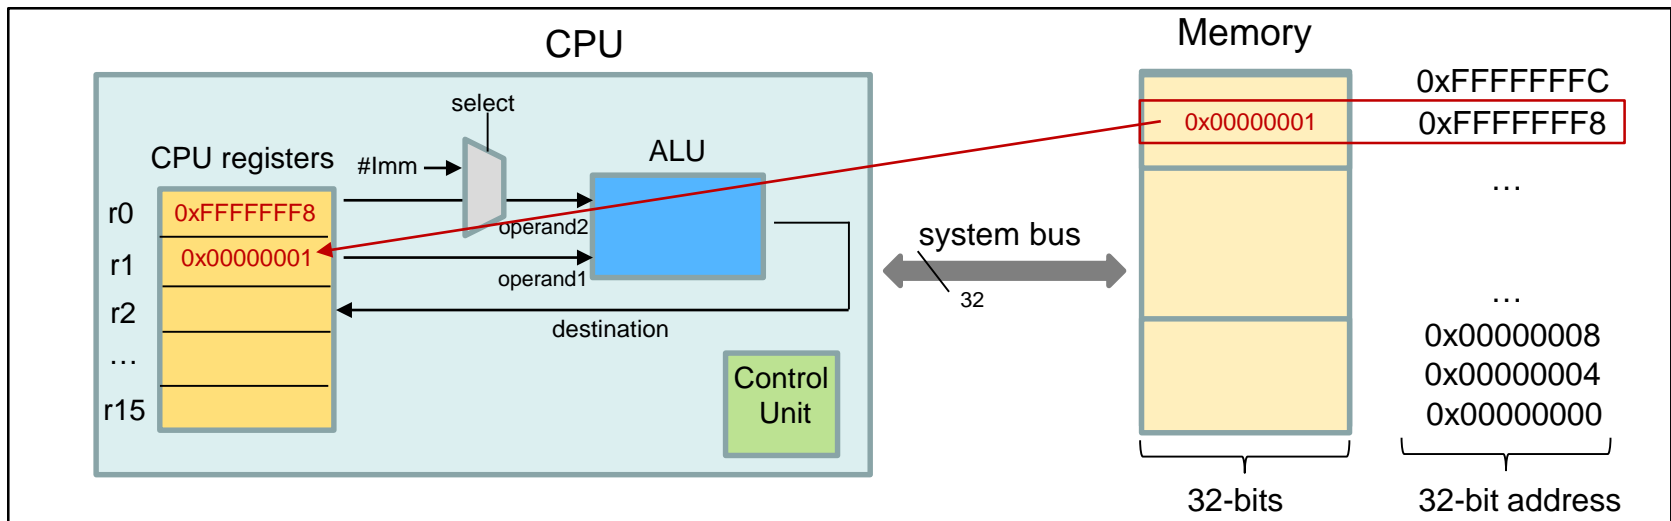 CPU
Memory
select
CPU registers
#Imm
ALU
r0
0xFFFFFFF8
operand2
r1
0x00000001
operand1
r2
destination
…
r15
Control
Unit
system bus
32
0x00000001
0xFFFFFFFC
0xFFFFFFF8
…
…
0x00000008
0x00000004
0x00000000
32-bits
32-bit address